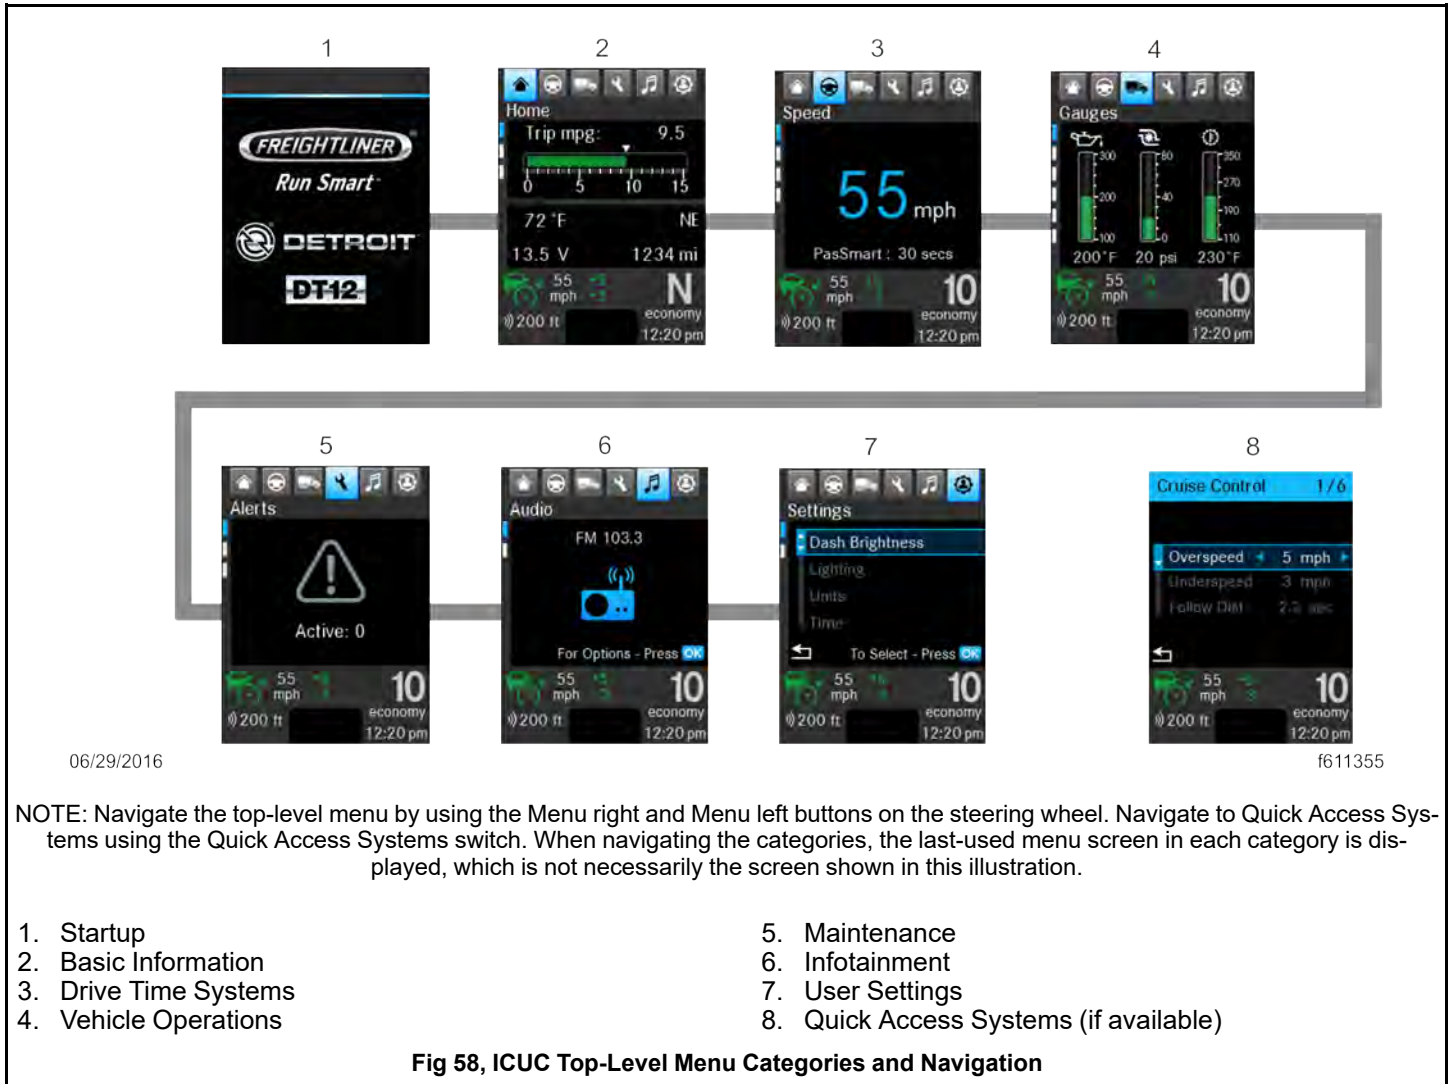 1
2
3
4
FREIGHTLINER
Run Smart
DETROIT
DT12
Home
Trip mpg: 9.5
0 5 10 15
72 °F NE
13.5 V 1234 mi
55 mph
N
200 ft
economy
12:20 pm
Speed
55 mph
PasSmart : 30 secs
55 mph
10
200 ft
economy
12:20 pm
Gauges
300 80 350
270
200 40 190
100 0 110
200°F 20 psi 230°F
55 mph
10
200 ft
economy
12:20 pm
5
6
7
8
Alerts
Active: 0
55 mph
10
200 ft
economy
12:20 pm
Audio
FM 103.3
For Options - Press OK
55 mph
10
200 ft
economy
12:20 pm
Settings
Dash Brightness
Lighting
Units
Time
To Select - Press OK
55 mph
10
200 ft
economy
12:20 pm
Cruise Control 1/6
Overspeed 5 mph
Underspeed 3 mph
Follow Dist
55 mph
10
200 ft
economy
12:20 pm
06/29/2016
f611355
NOTE: Navigate the top-level menu by using the Menu right and Menu left buttons on the steering wheel. Navigate to Quick Access Sys-
tems using the Quick Access Systems switch. When navigating the categories, the last-used menu screen in each category is dis-
played, which is not necessarily the screen shown in this illustration.
1. Startup
2. Basic Information
3. Drive Time Systems
4. Vehicle Operations
5. Maintenance
6. Infotainment
7. User Settings
8. Quick Access Systems (if available)
Fig 58, ICUC Top-Level Menu Categories and Navigation